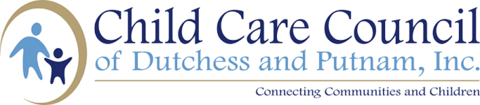 Child Care Council
of Dutchess and Putnam, Inc.
Connecting Communities and Children